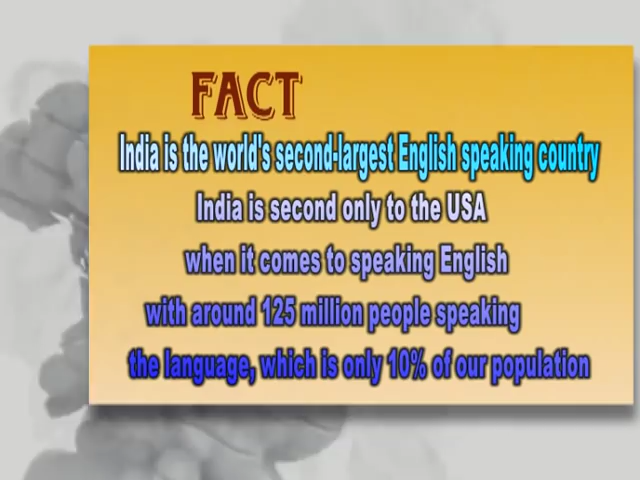 FACT
India is the world's second-largest English speaking country
India is second only to the USA
when it comes to speaking English
with around 125 million people speaking
the language, which is only 10% of our population